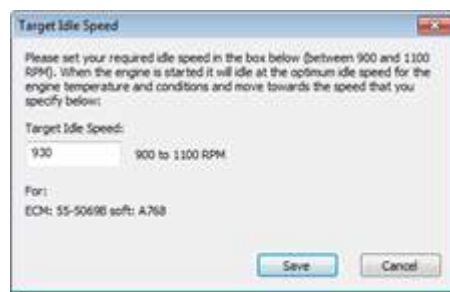 Target Idle Speed
Please set your required idle speed in the box below (between 900 and 1100
RPM). When the engine is started it will idle at the optimum idle speed for the
engine temperature and conditions and move towards the speed that you
specify below:
Target Idle Speed:
930 900 to 1100 RPM
For:
ECM: 55-5069B soft: A768
Save Cancel